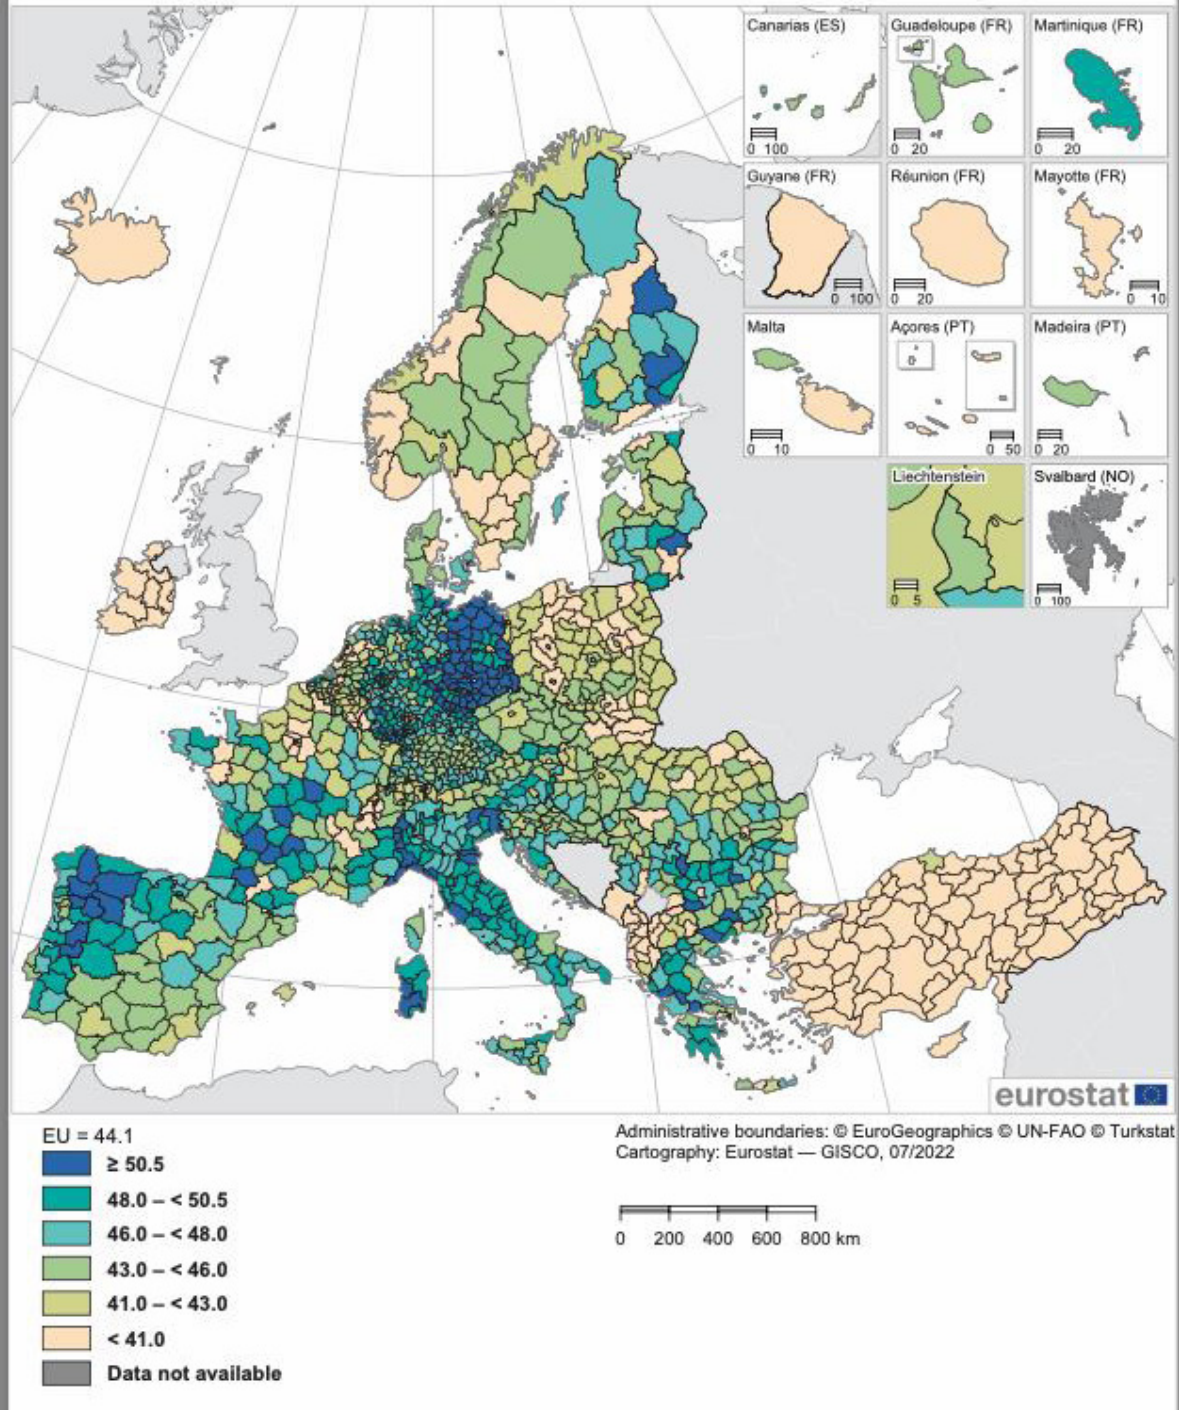 Canarias (ES)
0 100
Guadeloupe (FR)
0 20
Martinique (FR)
0 20
Guyane (FR)
0 100
Réunion (FR)
0 20
Mayotte (FR)
0 10
Malta
0 10
Açores (PT)
0 50
Madeira (PT)
0 20
Liechtenstein
0 5
Svalbard (NO)
0 100
eurostat
EU = 44.1
≥ 50.5
48.0 – < 50.5
46.0 – < 48.0
43.0 – < 46.0
41.0 – < 43.0
< 41.0
Data not available
Administrative boundaries: © EuroGeographics © UN-FAO © Turkstat
Cartography: Eurostat — GISCO, 07/2022
0 200 400 600 800 km